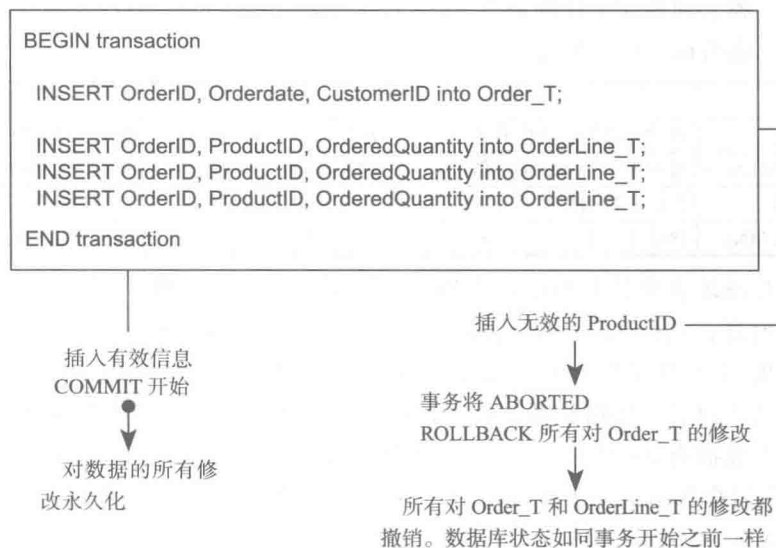 BEGIN transaction
INSERT OrderID, Orderdate, CustomerID into Order_T;
INSERT OrderID, ProductID, OrderedQuantity into OrderLine_T;
INSERT OrderID, ProductID, OrderedQuantity into OrderLine_T;
INSERT OrderID, ProductID, OrderedQuantity into OrderLine_T;
END transaction
插入有效信息
COMMIT 开始
对数据的所有修
改永久化
插入无效的 ProductID
事务将 ABORTED
ROLLBACK 所有对 Order_T 的修改
所有对 Order_T 和 OrderLine_T 的修改都
撤销。数据库状态如同事务开始之前一样